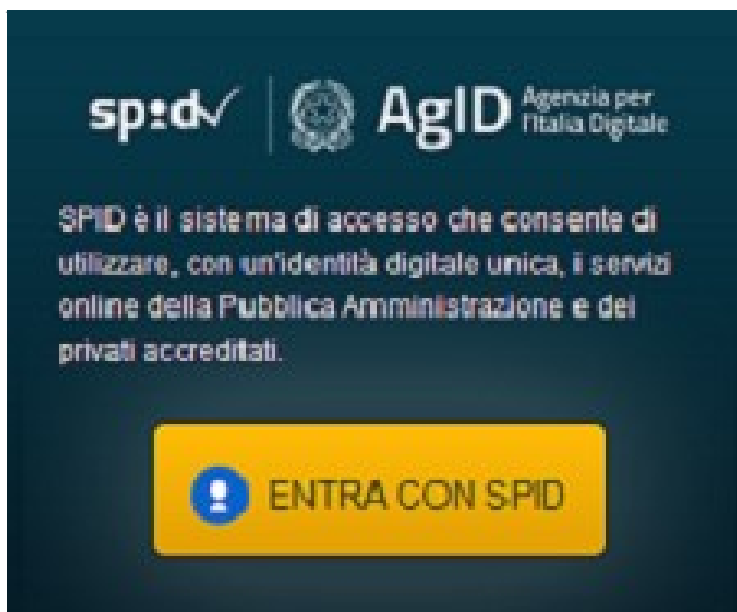 spid
AgID Agenzia per
l'Italia Digitale
SPID è il sistema di accesso che consente di
utilizzare, con un'identità digitale unica, i servizi
online della Pubblica Amministrazione e dei
privati accreditati.
ENTRA CON SPID